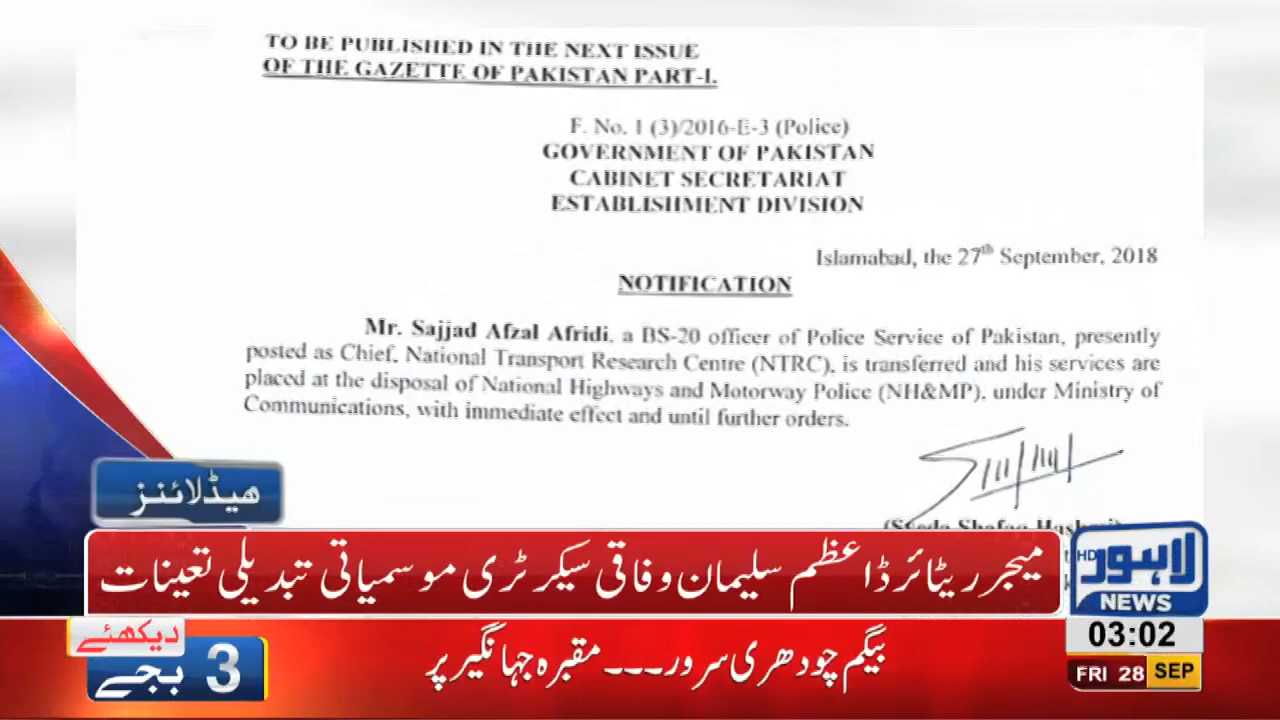 TO BE PUBLISHED IN THE NEXT ISSUE
OF THE GAZETTE OF PAKISTAN PART-I.
F. No. 1 (3)/2016-E-3 (Police)
GOVERNMENT OF PAKISTAN
CABINET SECRETARIAT
ESTABLISHMENT DIVISION
Islamabad, the 27th September, 2018
NOTIFICATION
Mr. Sajjad Afzal Afridi, a BS-20 officer of Police Service of Pakistan, presently
posted as Chief, National Transport Research Centre (NTRC), is transferred and his services are
placed at the disposal of National Highways and Motorway Police (NH&MP), under Ministry of
Communications, with immediate effect and until further orders.
ھیڈلائنز
میجر ریٹائرڈ اعظم سلیمان وفاقی سیکرٹری موسمیاتی تبدیلی تعینات
لاہور HD
NEWS
03:02
FRI 28 SEP
دیکھئے
3 بجے
بیگم چودھری سرور۔۔۔ مقبرہ جہانگیر پر